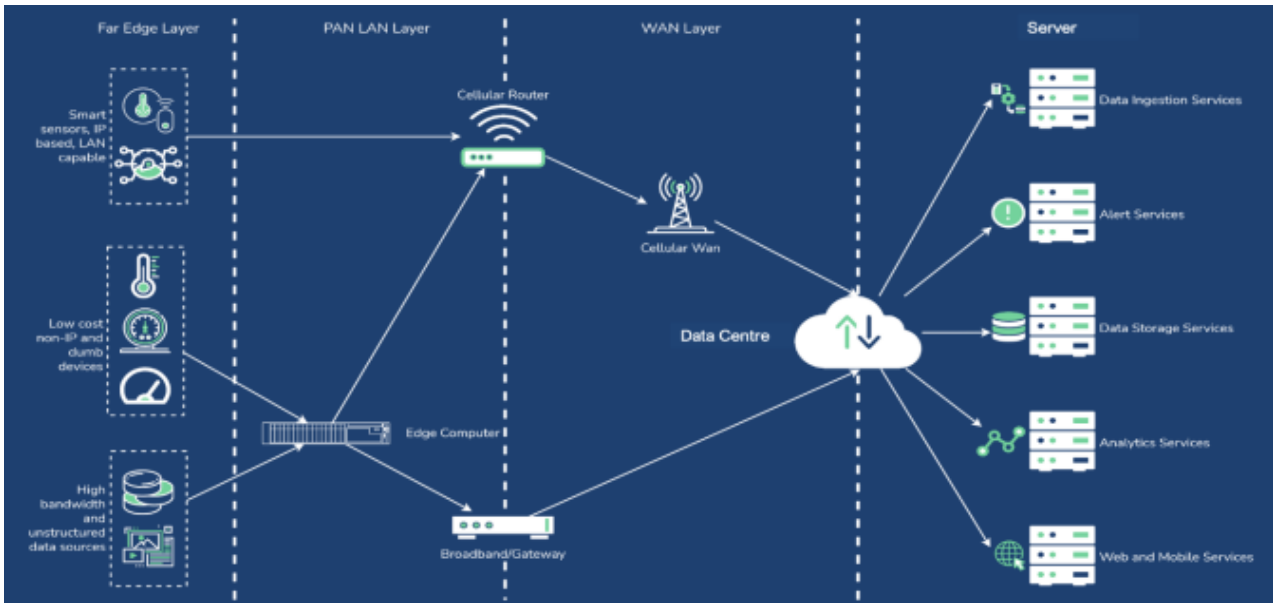 Far Edge Layer
PAN LAN Layer
WAN Layer
Server
Smart
sensors, IP
based, LAN
capable
Cellular Router
Data Ingestion Services
Alert Services
Cellular Wan
Low cost
non-IP and
dumb
devices
Data Centre
Data Storage Services
Edge Computer
Analytics Services
High
bandwidth
and
unstructured
data sources
Broadband/Gateway
Web and Mobile Services